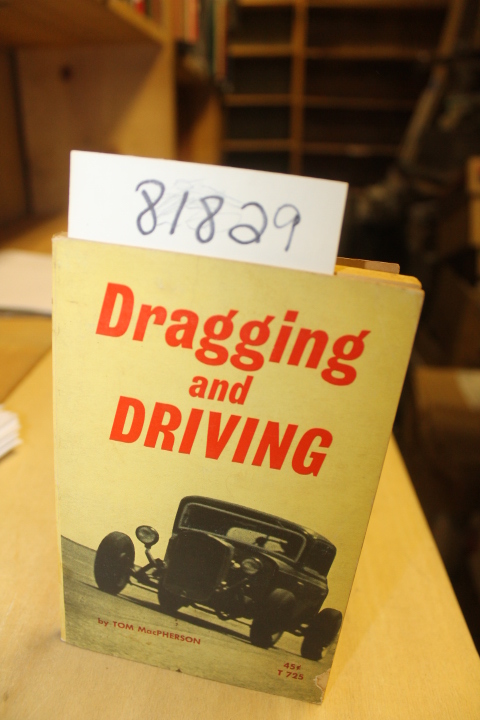 81829
Dragging
and
DRIVING
by TOM MacPHERSON
45¢
T 725